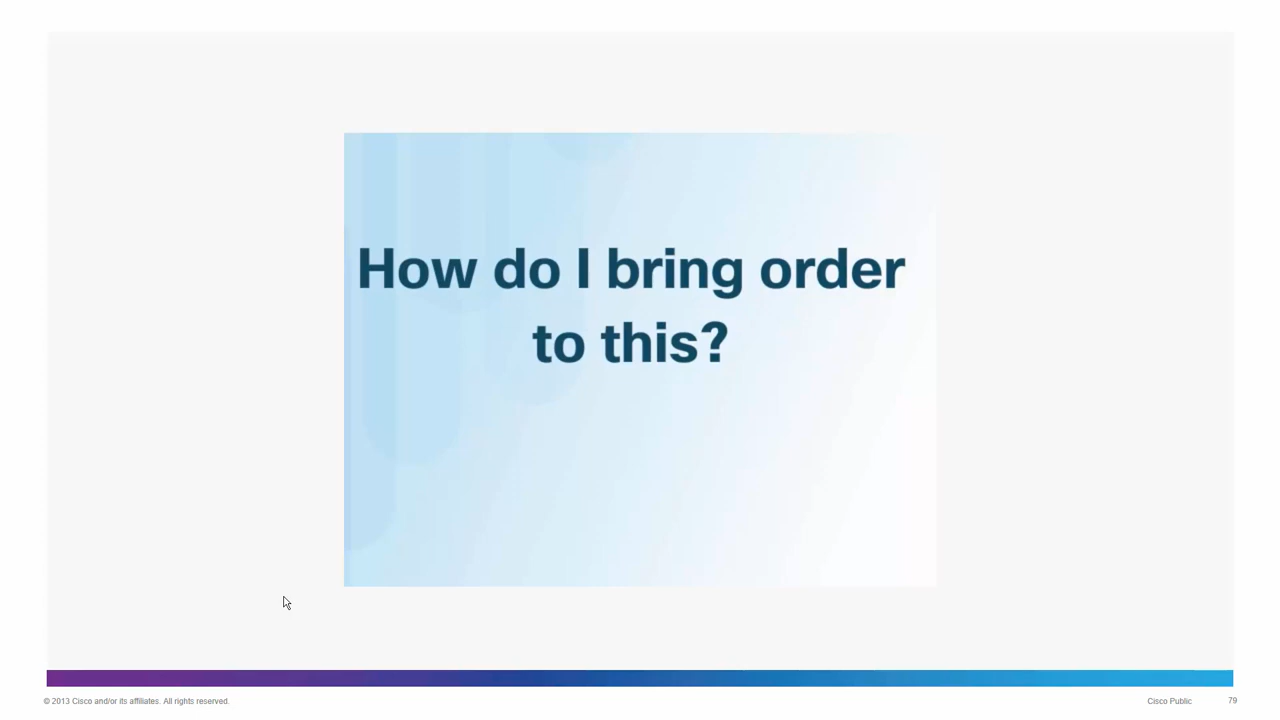 How do I bring order
to this?
© 2013 Cisco and/or its affiliates. All rights reserved.
Cisco Public
79